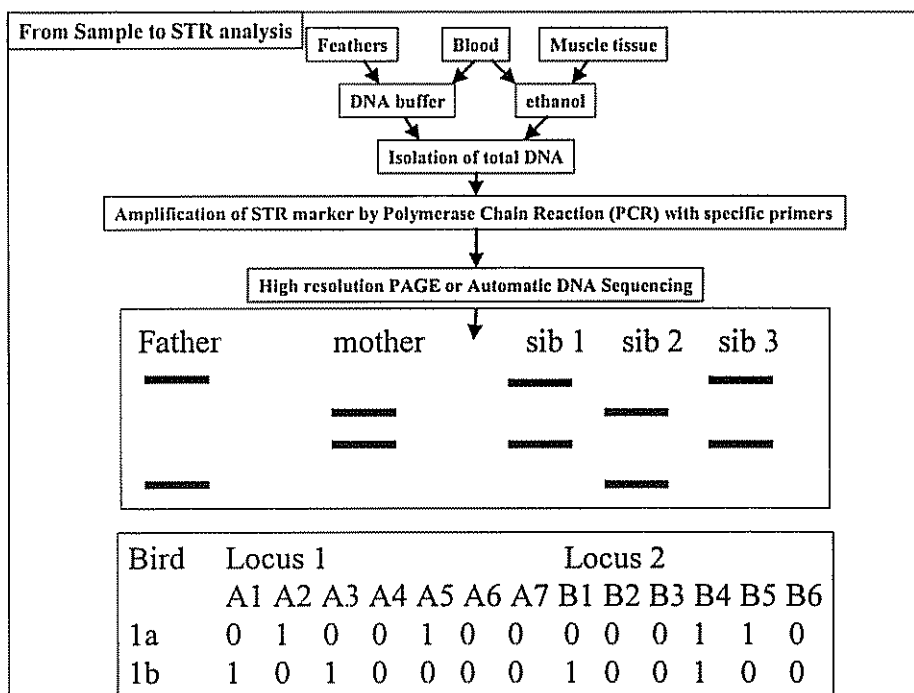 From Sample to STR analysis
Feathers Blood Muscle tissue
DNA buffer ethanol
Isolation of total DNA
Amplification of STR marker by Polymerase Chain Reaction (PCR) with specific primers
High resolution PAGE or Automatic DNA Sequencing
Father mother sib 1 sib 2 sib 3
Bird Locus 1 Locus 2
A1 A2 A3 A4 A5 A6 A7 B1 B2 B3 B4 B5 B6
1a 0 1 0 0 1 0 0 0 0 0 1 1 0
1b 1 0 1 0 0 0 0 1 0 0 1 0 0